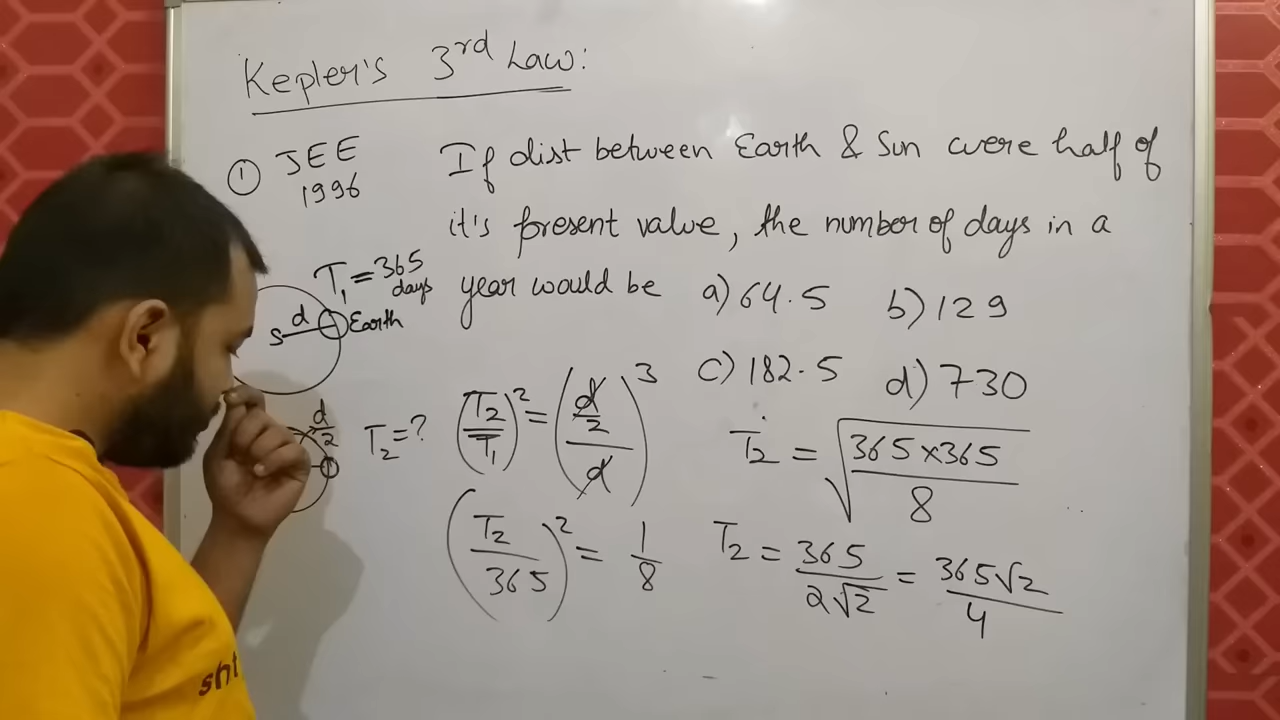 Kepler's 3rd Law:
① JEE 1996
If dist between Earth & Sun were half of
it's present value, the number of days in a
year would be a) 64.5 b) 129
c) 182.5 d) 730
T₁ = 365 days
S d Earth
d/2
T₂ = ?
(T₂/T₁)² = ((d/2)/d)³
(T₂/365)² = 1/8
T₂ = √(365×365/8)
T₂ = 365/2√2 = 365√2/4
sht